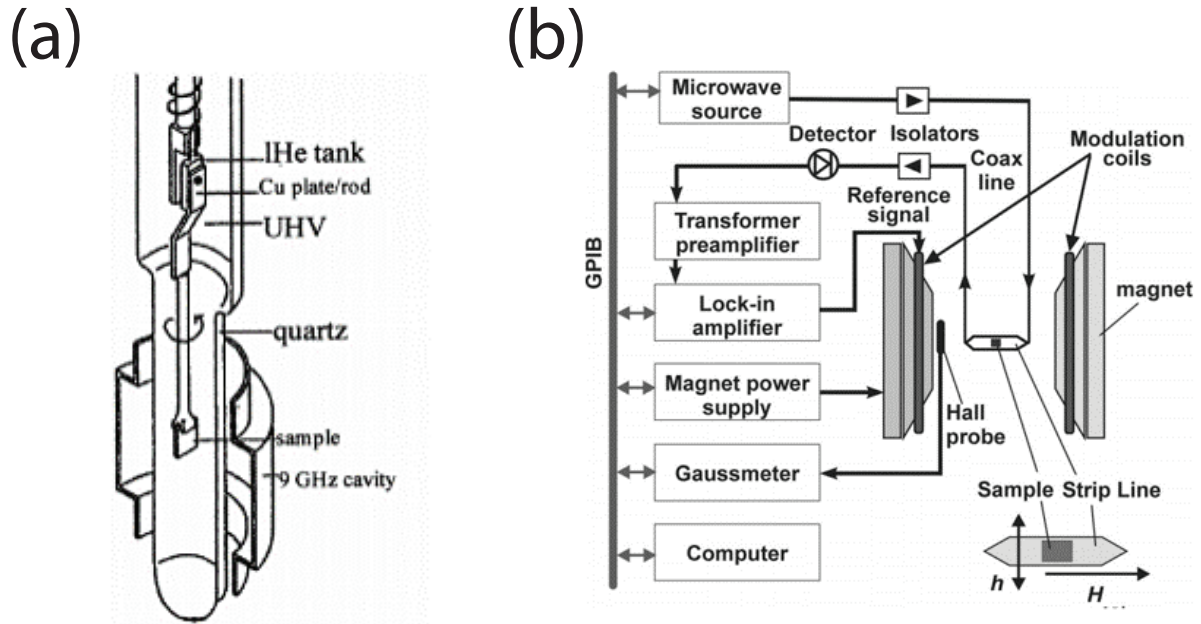 (a)
lHe tank
Cu plate/rod
UHV
quartz
sample
9 GHz cavity
(b)
GPIB
Microwave
source
Detector
Isolators
Modulation
coils
Coax
line
Reference
signal
Transformer
preamplifier
Lock-in
amplifier
magnet
Magnet power
supply
Hall
probe
Gaussmeter
Sample
Strip Line
Computer
h
H